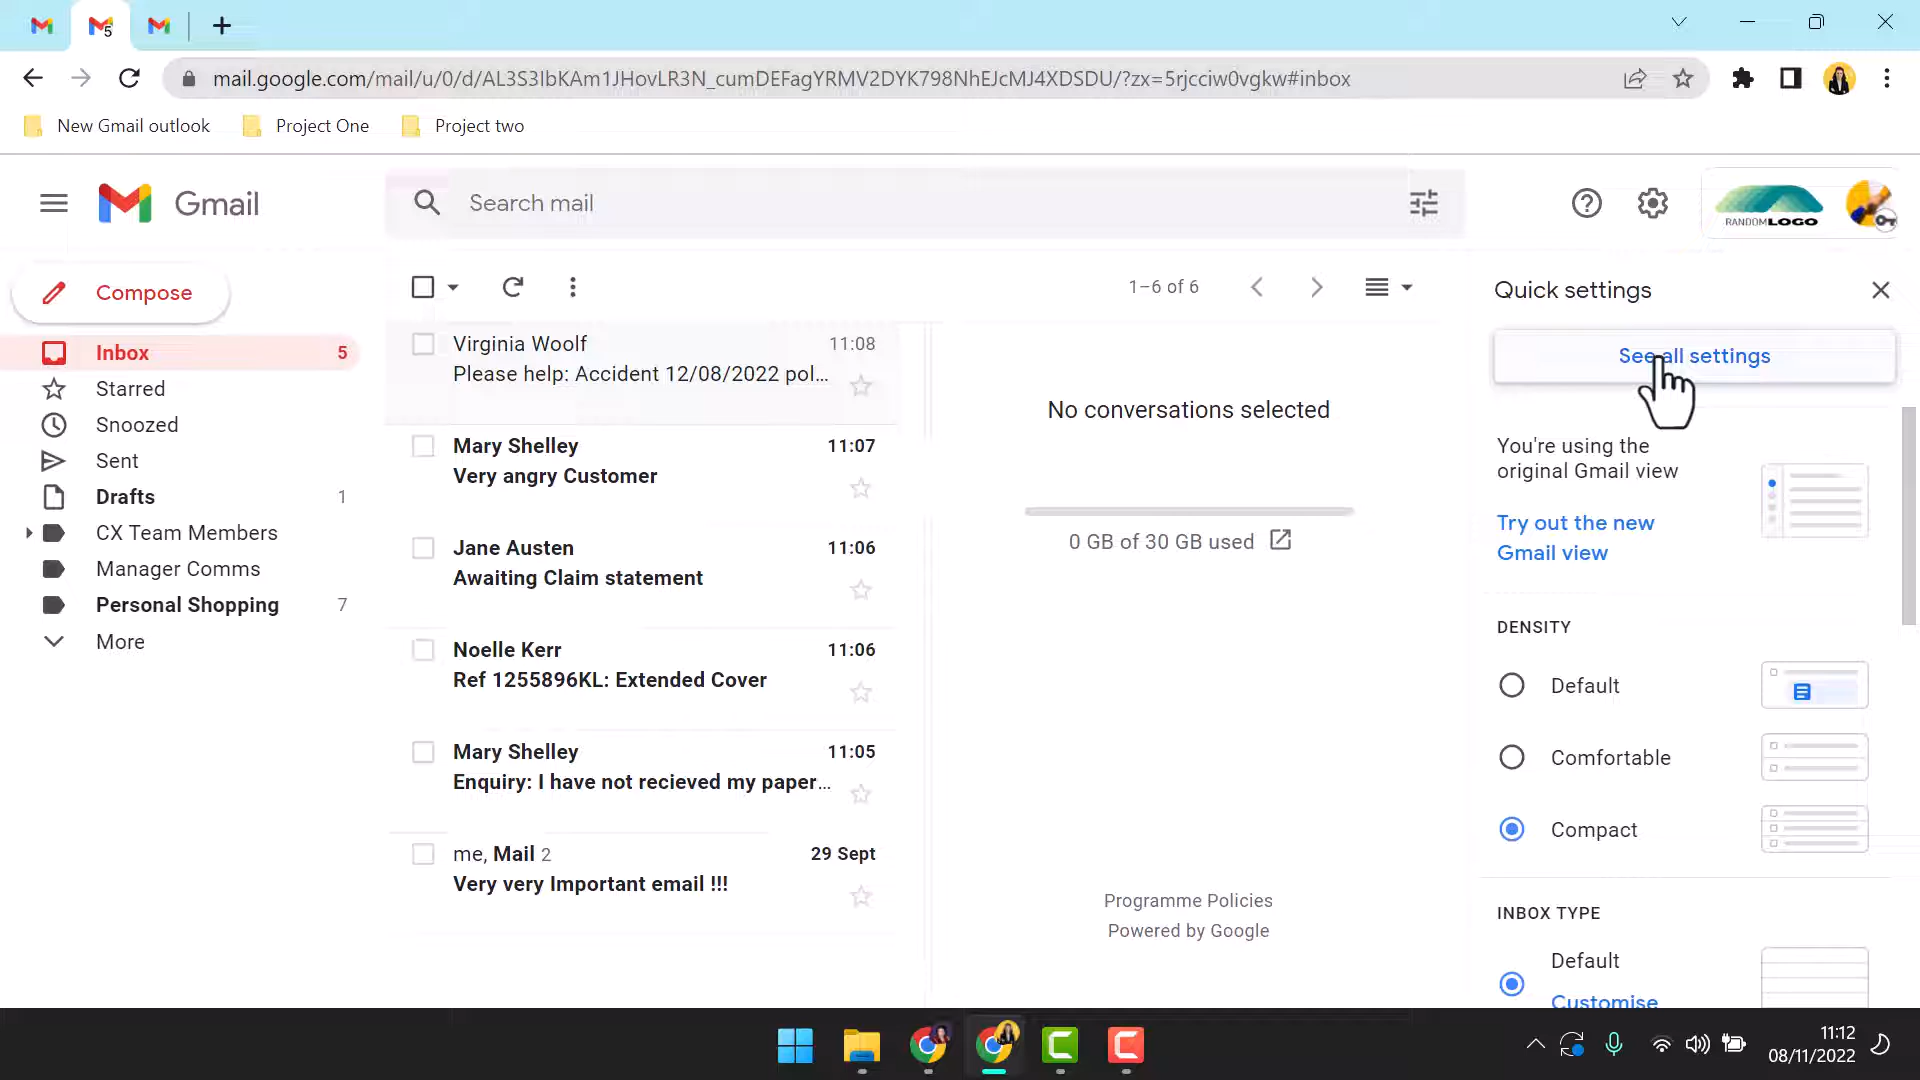 5
mail.google.com/mail/u/0/d/AL3S3IbKAm1JHovLR3N_cumDEFagYRMV2DYK798NhEJcMJ4XDSDU/?zx=5rjcciw0vgkw#inbox
New Gmail outlook
Project One
Project two
Gmail
Search mail
RANDOMLOGO
Compose
1–6 of 6
Quick settings
Inbox 5
Starred
Snoozed
Sent
Drafts 1
CX Team Members
Manager Comms
Personal Shopping 7
More
Virginia Woolf 11:08
Please help: Accident 12/08/2022 pol...
Mary Shelley 11:07
Very angry Customer
Jane Austen 11:06
Awaiting Claim statement
Noelle Kerr 11:06
Ref 1255896KL: Extended Cover
Mary Shelley 11:05
Enquiry: I have not recieved my paper...
me, Mail 2 29 Sept
Very very Important email !!!
No conversations selected
0 GB of 30 GB used
Programme Policies
Powered by Google
See all settings
You're using the
original Gmail view
Try out the new
Gmail view
DENSITY
Default
Comfortable
Compact
INBOX TYPE
Default
Customise
11:12
08/11/2022